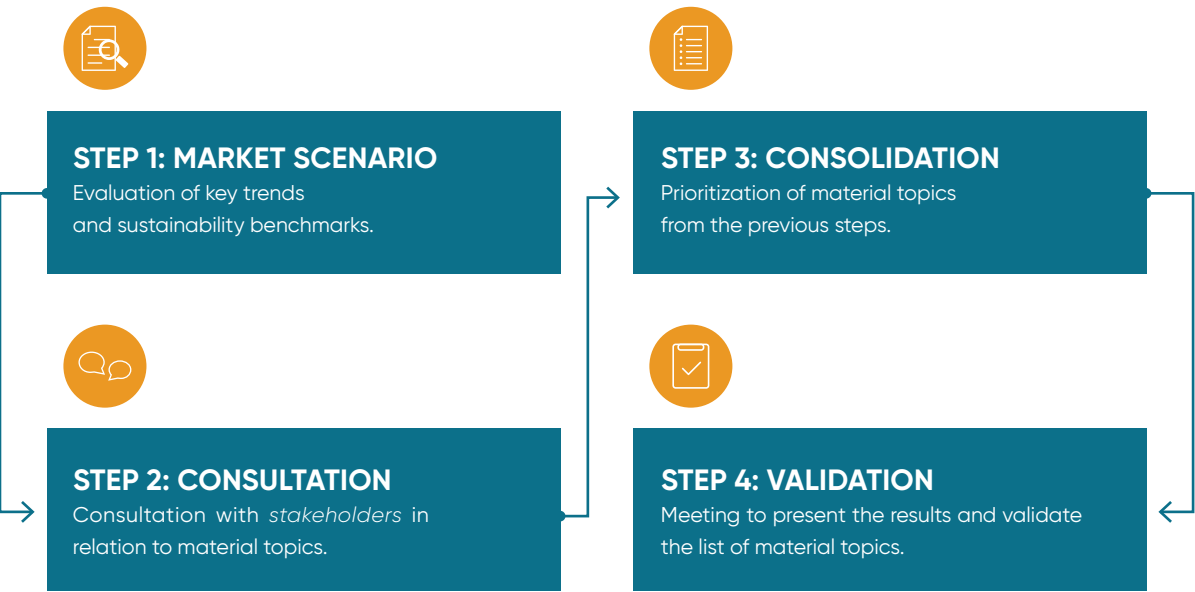 STEP 1: MARKET SCENARIO
Evaluation of key trends
and sustainability benchmarks.
STEP 2: CONSULTATION
Consultation with stakeholders in
relation to material topics.
STEP 3: CONSOLIDATION
Prioritization of material topics
from the previous steps.
STEP 4: VALIDATION
Meeting to present the results and validate
the list of material topics.